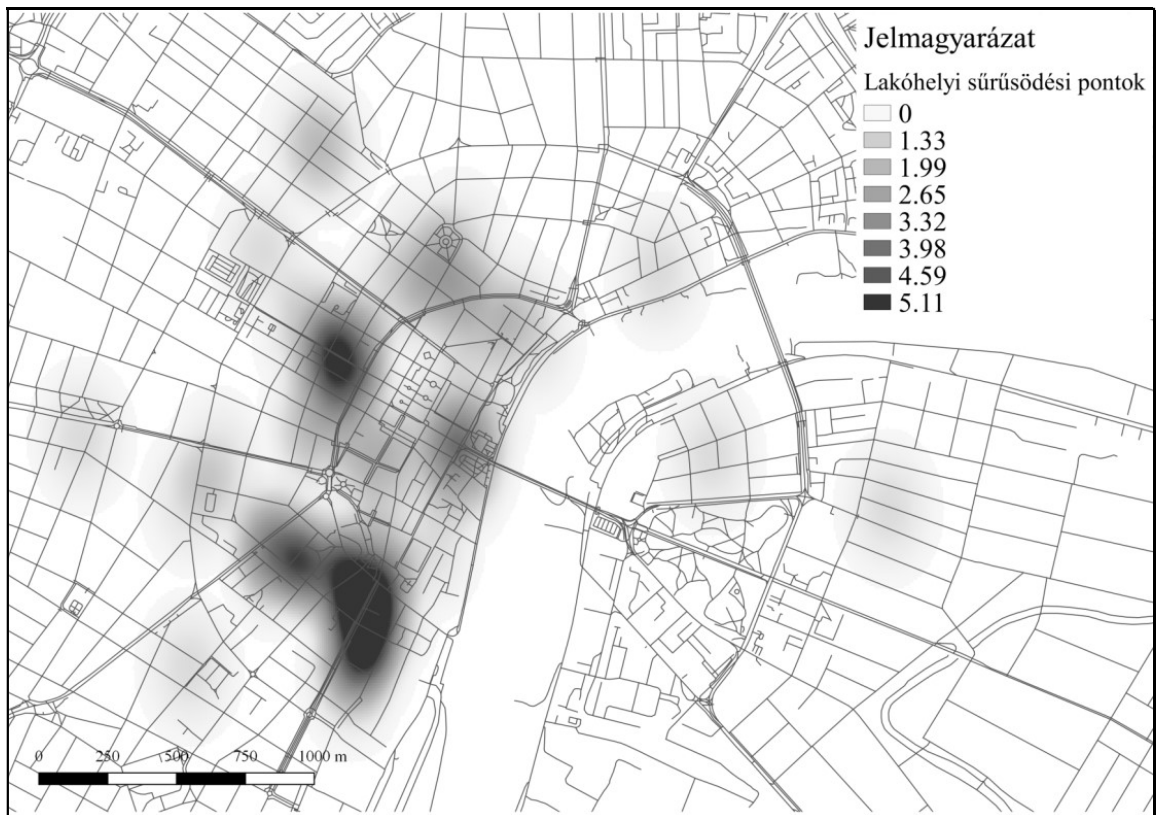 Jelmagyarázat
Lakóhelyi sűrűsödési pontok
0
1.33
1.99
2.65
3.32
3.98
4.59
5.11
0 250 500 750 1000 m